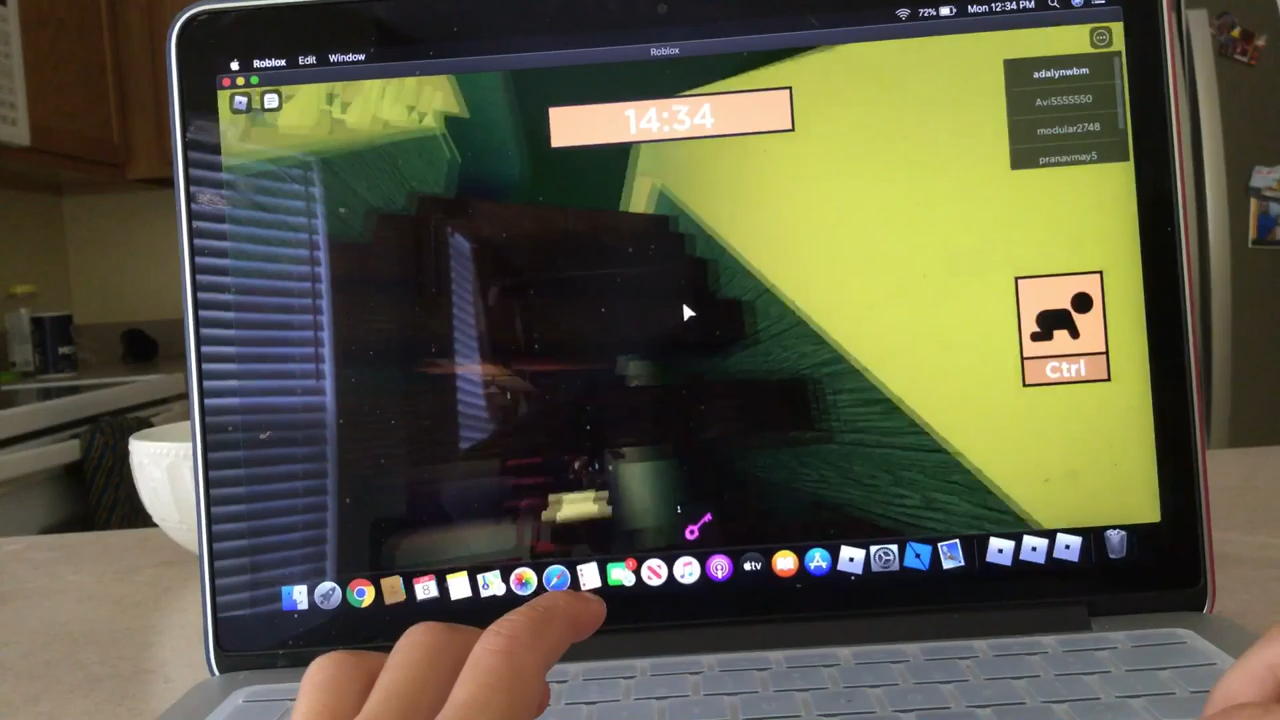 72%
Mon 12:34 PM
Roblox Edit Window
Roblox
14:34
adalynwbm
Avi5555550
modular2748
pranavmay5
Ctrl
1
8
1
tv